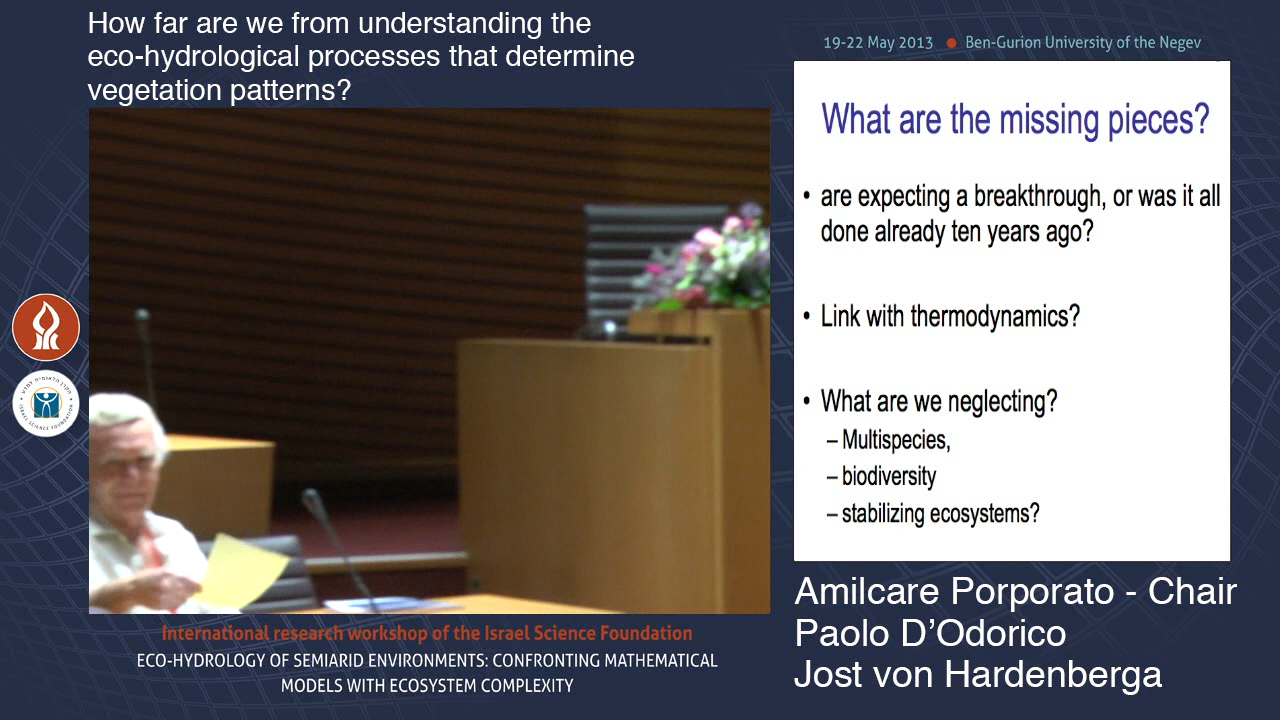 How far are we from understanding the
eco-hydrological processes that determine
vegetation patterns?
19-22 May 2013 ● Ben-Gurion University of the Negev
What are the missing pieces?
• are expecting a breakthrough, or was it all
done already ten years ago?
• Link with thermodynamics?
• What are we neglecting?
– Multispecies,
– biodiversity
– stabilizing ecosystems?
Amilcare Porporato - Chair
Paolo D’Odorico
Jost von Hardenberga
International research workshop of the Israel Science Foundation
ECO-HYDROLOGY OF SEMIARID ENVIRONMENTS: CONFRONTING MATHEMATICAL
MODELS WITH ECOSYSTEM COMPLEXITY
ISRAEL SCIENCE FOUNDATION